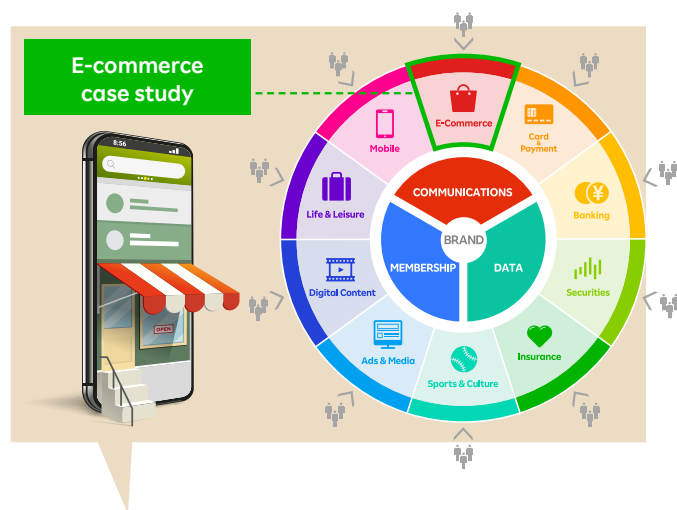 E-commerce
case study
8:56
OPEN
E-Commerce
Card
&
Payment
Banking
¥
Securities
Insurance
Sports & Culture
Ads & Media
Digital Content
Life & Leisure
Mobile
COMMUNICATIONS
BRAND
MEMBERSHIP
DATA